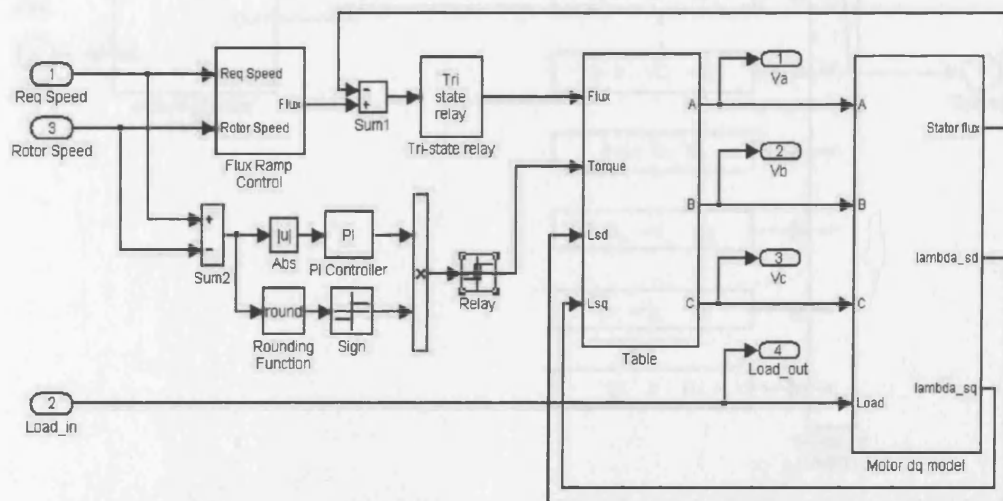 1
Req Speed
3
Rotor Speed
Req Speed
Flux
Rotor Speed
Flux Ramp
Control
-
+
Sum1
Tri
state
relay
Tri-state relay
+
-
Sum2
|u|
Abs
PI
PI Controller
round
Rounding
Function
Sign
x
Relay
Flux
Torque
Lsd
Lsq
A
B
C
Table
1
Va
2
Vb
3
Vc
4
Load_out
A
B
C
Load
Stator flux
lambda_sd
lambda_sq
Motor dq model
2
Load_in